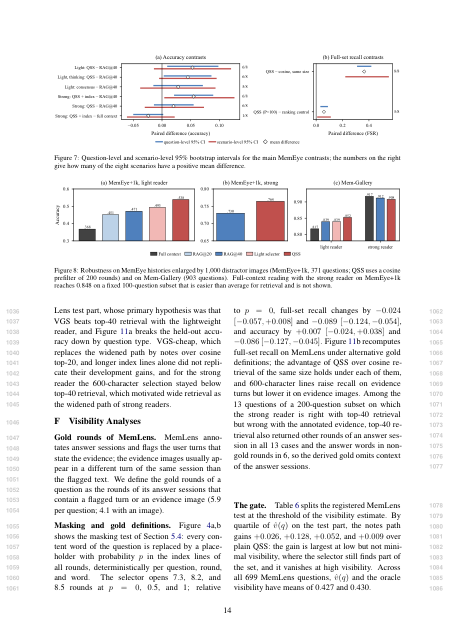 (a) Accuracy contrasts
(b) Full-set recall contrasts
Light: QSS − RAG@40
6/8
Light, thinking: QSS − RAG@40
6/8
Light: consensus − RAG@40
Strong: QSS + index − RAG@40
6/8
Strong: QSS − RAG@40
Strong: QSS + index − full context
−0.05
0.00
0.05
0.10
Paired difference (accuracy)
QSS − cosine, same size
8/8
QSS (P=100) − ranking control
0.0
0.2
0.4
Paired difference (FSR)
question-level 95% CI
scenario-level 95% CI
mean difference
Figure 7: Question-level and scenario-level 95% bootstrap intervals for the main MemEye contrasts; the numbers on the right
give how many of the eight scenarios have a positive mean difference.
(a) MemEye+1k, light reader
(b) MemEye+1k, strong
(c) Mem-Gallery
Accuracy
light reader
strong reader
Full context
RAG@20
RAG@40
Light selector
QSS
Figure 8: Robustness on MemEye histories enlarged by 1,000 distractor images (MemEye+1k, 371 questions; QSS uses a cosine
prefilter of 200 rounds) and on Mem-Gallery (903 questions). Full-context reading with the strong reader on MemEye+1k
reaches 0.848 on a fixed 100-question subset that is easier than average for retrieval and is not shown.
Lens test part, whose primary hypothesis was that
VGS beats top-40 retrieval with the lightweight
reader, and Figure 11a breaks the held-out accu-
racy down by question type. VGS-cheap, which
replaces the widened path by notes over cosine
top-20, and longer index lines alone did not repli-
cate their development gains, and for the strong
reader the 600-character selection stayed below
top-40 retrieval, which motivated wide retrieval as
the widened path of strong readers.
F Visibility Analyses
Gold rounds of MemLens. MemLens anno-
tates answer sessions and flags the user turns that
state the evidence; the evidence images usually ap-
pear in a different turn of the same session than
the flagged text. We define the gold rounds of a
question as the rounds of its answer sessions that
contain a flagged turn or an evidence image (5.9
per question; 4.1 with an image).
Masking and gold definitions. Figure 4a,b
shows the masking test of Section 5.4: every con-
tent word of the question is replaced by a place-
holder with probability p in the index lines of
all rounds, deterministically per question, round,
and word. The selector opens 7.3, 8.2, and
8.5 rounds at p = 0, 0.5, and 1; relative
to p = 0, full-set recall changes by −0.024
[−0.057, +0.008] and −0.089 [−0.124, −0.054],
and accuracy by +0.007 [−0.024, +0.038] and
−0.086 [−0.127, −0.045]. Figure 11b recomputes
full-set recall on MemLens under alternative gold
definitions; the advantage of QSS over cosine re-
trieval of the same size holds under each of them,
and 600-character lines raise recall on evidence
turns but lower it on evidence images. Among the
13 questions of a 200-question subset on which
the strong reader is right with top-40 retrieval
but wrong with the annotated evidence, top-40 re-
trieval also returned other rounds of an answer ses-
sion in all 13 cases and the answer words in non-
gold rounds in 6, so the derived gold omits context
of the answer sessions.
The gate. Table 6 splits the registered MemLens
test at the threshold of the visibility estimate. By
quartile of v̂(q) on the test part, the notes path
gains +0.026, +0.128, +0.052, and +0.009 over
plain QSS: the gain is largest at low but not mini-
mal visibility, where the selector still finds part of
the set, and it vanishes at high visibility. Across
all 699 MemLens questions, v̂(q) and the oracle
visibility have means of 0.427 and 0.430.
14